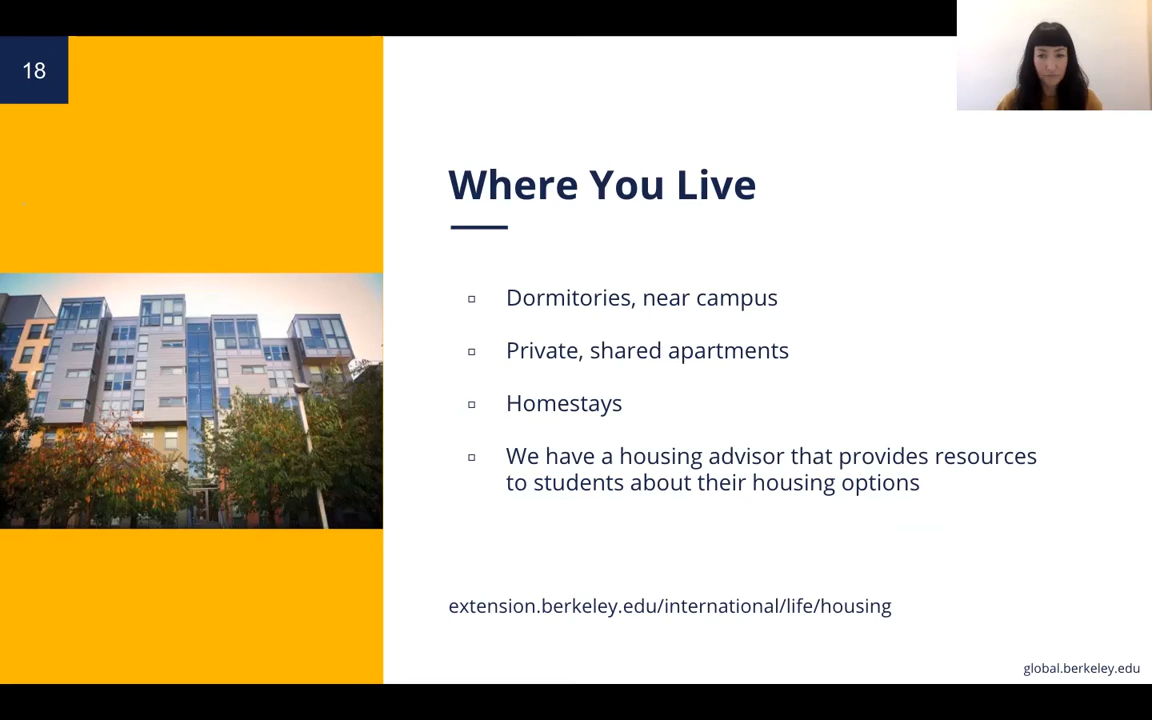 18
Where You Live
▫ Dormitories, near campus
▫ Private, shared apartments
▫ Homestays
▫ We have a housing advisor that provides resources
to students about their housing options
extension.berkeley.edu/international/life/housing
global.berkeley.edu